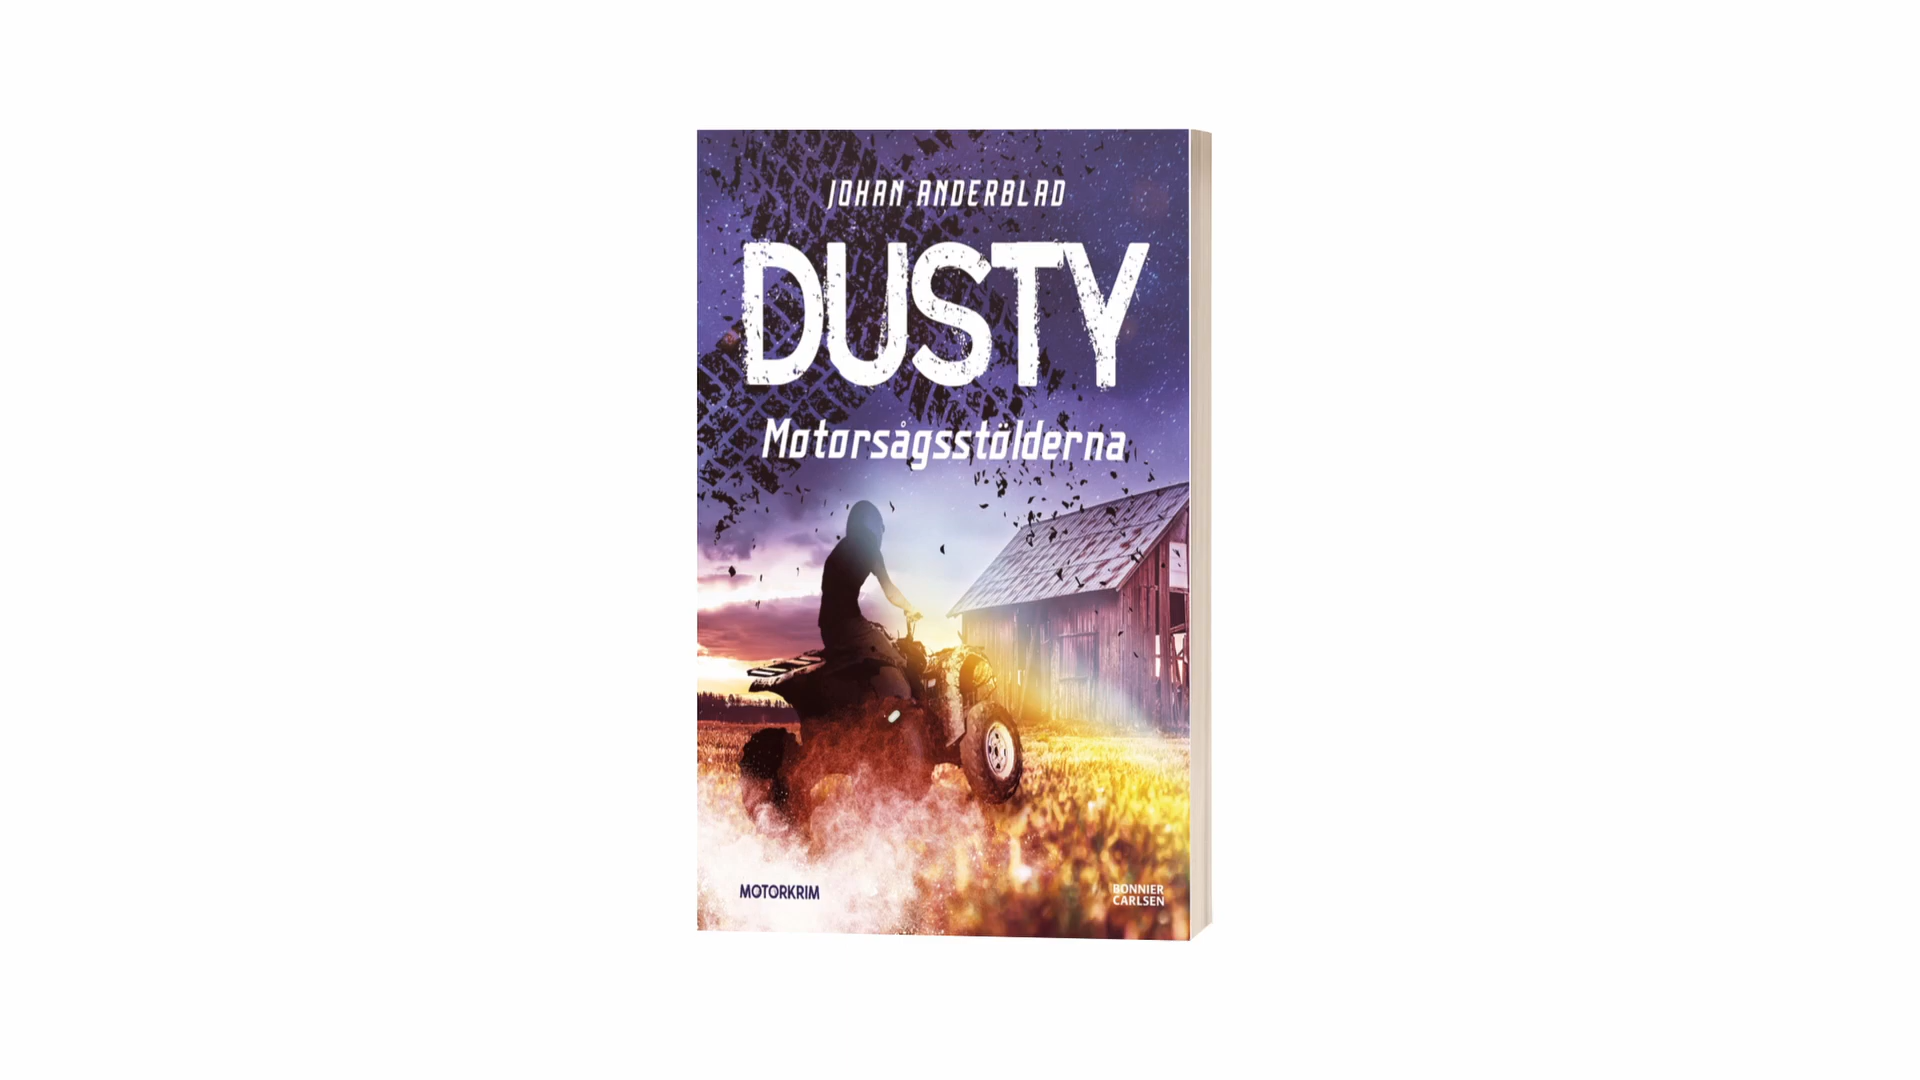 JOHAN ANDERBLAD
DUSTY
Motorsågsstölderna
MOTORKRIM
BONNIER
CARLSEN